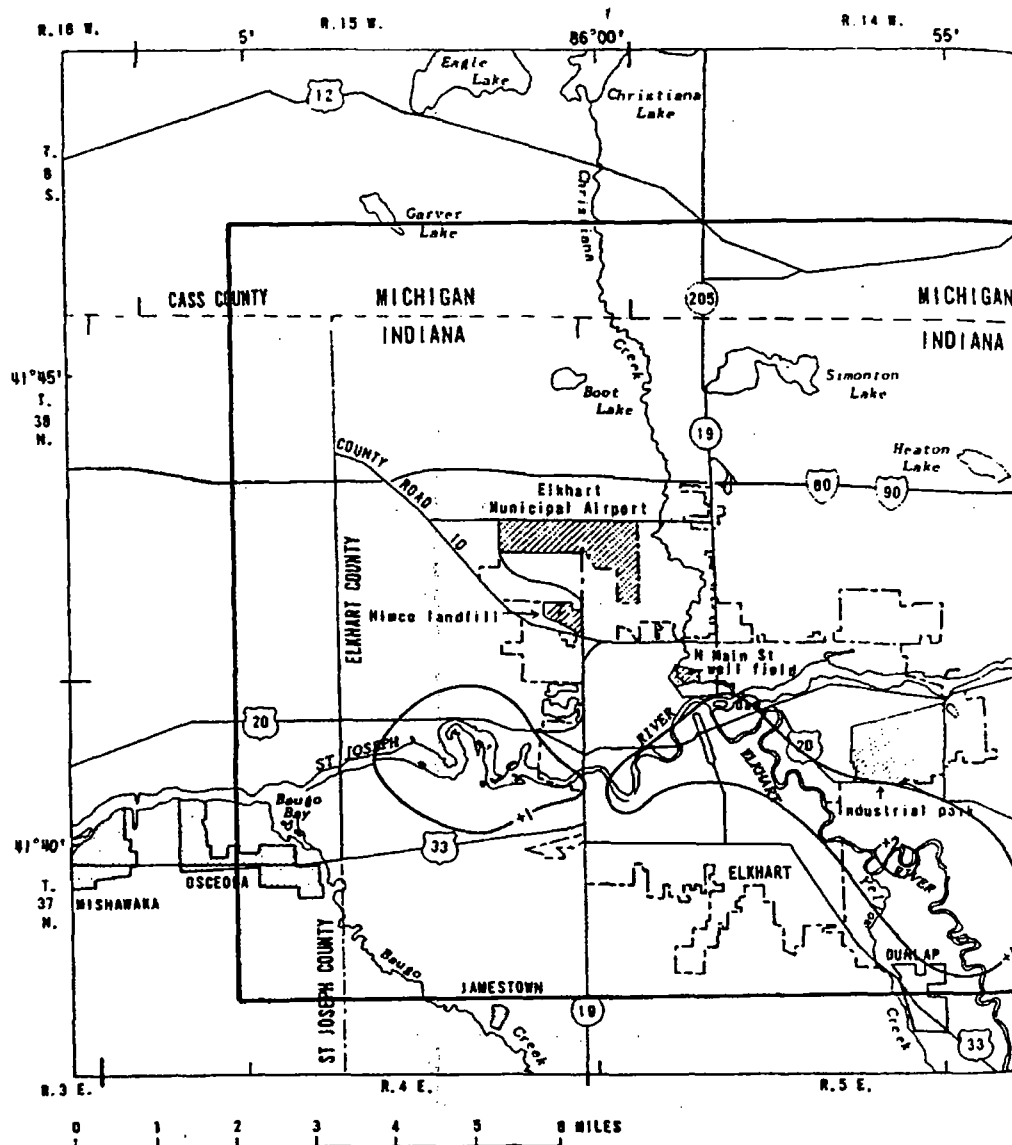 R.16 W.
R.15 W.
R.14 W.
5'
86°00'
55'
Eagle
Lake
Christiana
Lake
12
T.
8
S.
Christiana
Garver
Lake
CASS COUNTY
MICHIGAN
INDIANA
205
MICHIGAN
INDIANA
Creek
41°45'
T.
38
N.
Boot
Lake
Simonton
Lake
19
Heaton
Lake
COUNTY
ROAD
10
80
90
Elkhart
Municipal Airport
ELKHART COUNTY
Himco landfill
N Main St
well field
20
ST JOSEPH
RIVER
ELKHART
20
Industrial park
Baugo
Bay
41°40'
33
RIVER
T.
37
N.
OSCEOLA
MISHAWAKA
ELKHART
ST JOSEPH COUNTY
Baugo
DUNLAP
JAMESTOWN
Creek
19
Creek
33
R.3 E.
R.4 E.
R.5 E.
0 1 2 3 4 5 6 MILES